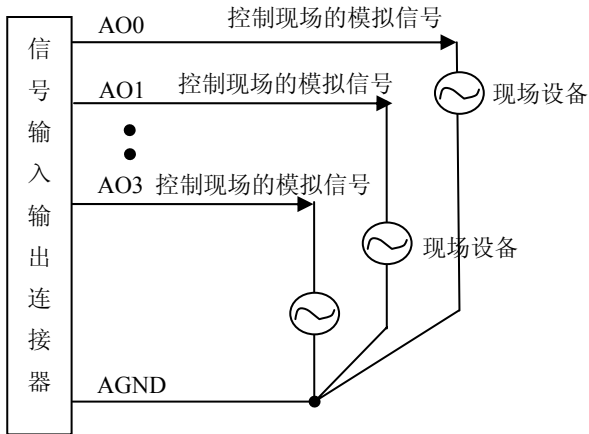 信号输入输出连接器
AO0 控制现场的模拟信号
现场设备
AO1 控制现场的模拟信号
AO3 控制现场的模拟信号
现场设备
AGND